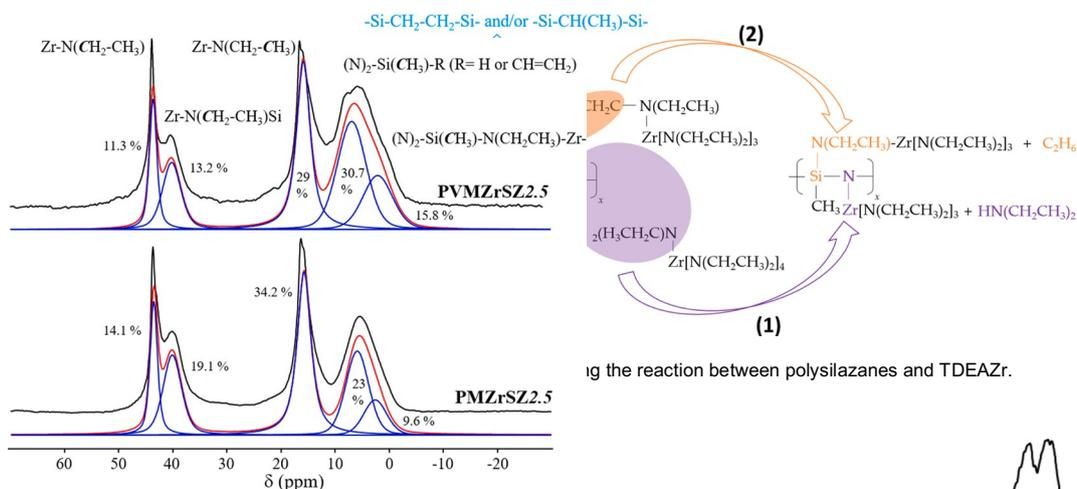 -Si-CH₂-CH₂-Si- and/or -Si-CH(CH₃)-Si-
Zr-N(CH₂-CH₃)
Zr-N(CH₂-CH₃)
(N)₂-Si(CH₃)-R (R= H or CH=CH₂)
Zr-N(CH₂-CH₃)Si
(N)₂-Si(CH₃)-N(CH₂CH₃)-Zr-
11.3 %
13.2 %
29 %
30.7 %
15.8 %
PVMZrSZ2.5
14.1 %
19.1 %
34.2 %
23 %
9.6 %
PMZrSZ2.5
60 50 40 30 20 10 0 -10 -20
δ (ppm)
(2)
CH₂C—N(CH₂CH₃)
Zr[N(CH₂CH₃)₂]₃
N(CH₂CH₃)-Zr[N(CH₂CH₃)₂]₃ + C₂H₆
Si—N
x
x
CH₃ Zr[N(CH₂CH₃)₂]₃ + HN(CH₂CH₃)₂
₂(H₃CH₂C)N
Zr[N(CH₂CH₃)₂]₄
(1)
the reaction between polysilazanes and TDEAZr.